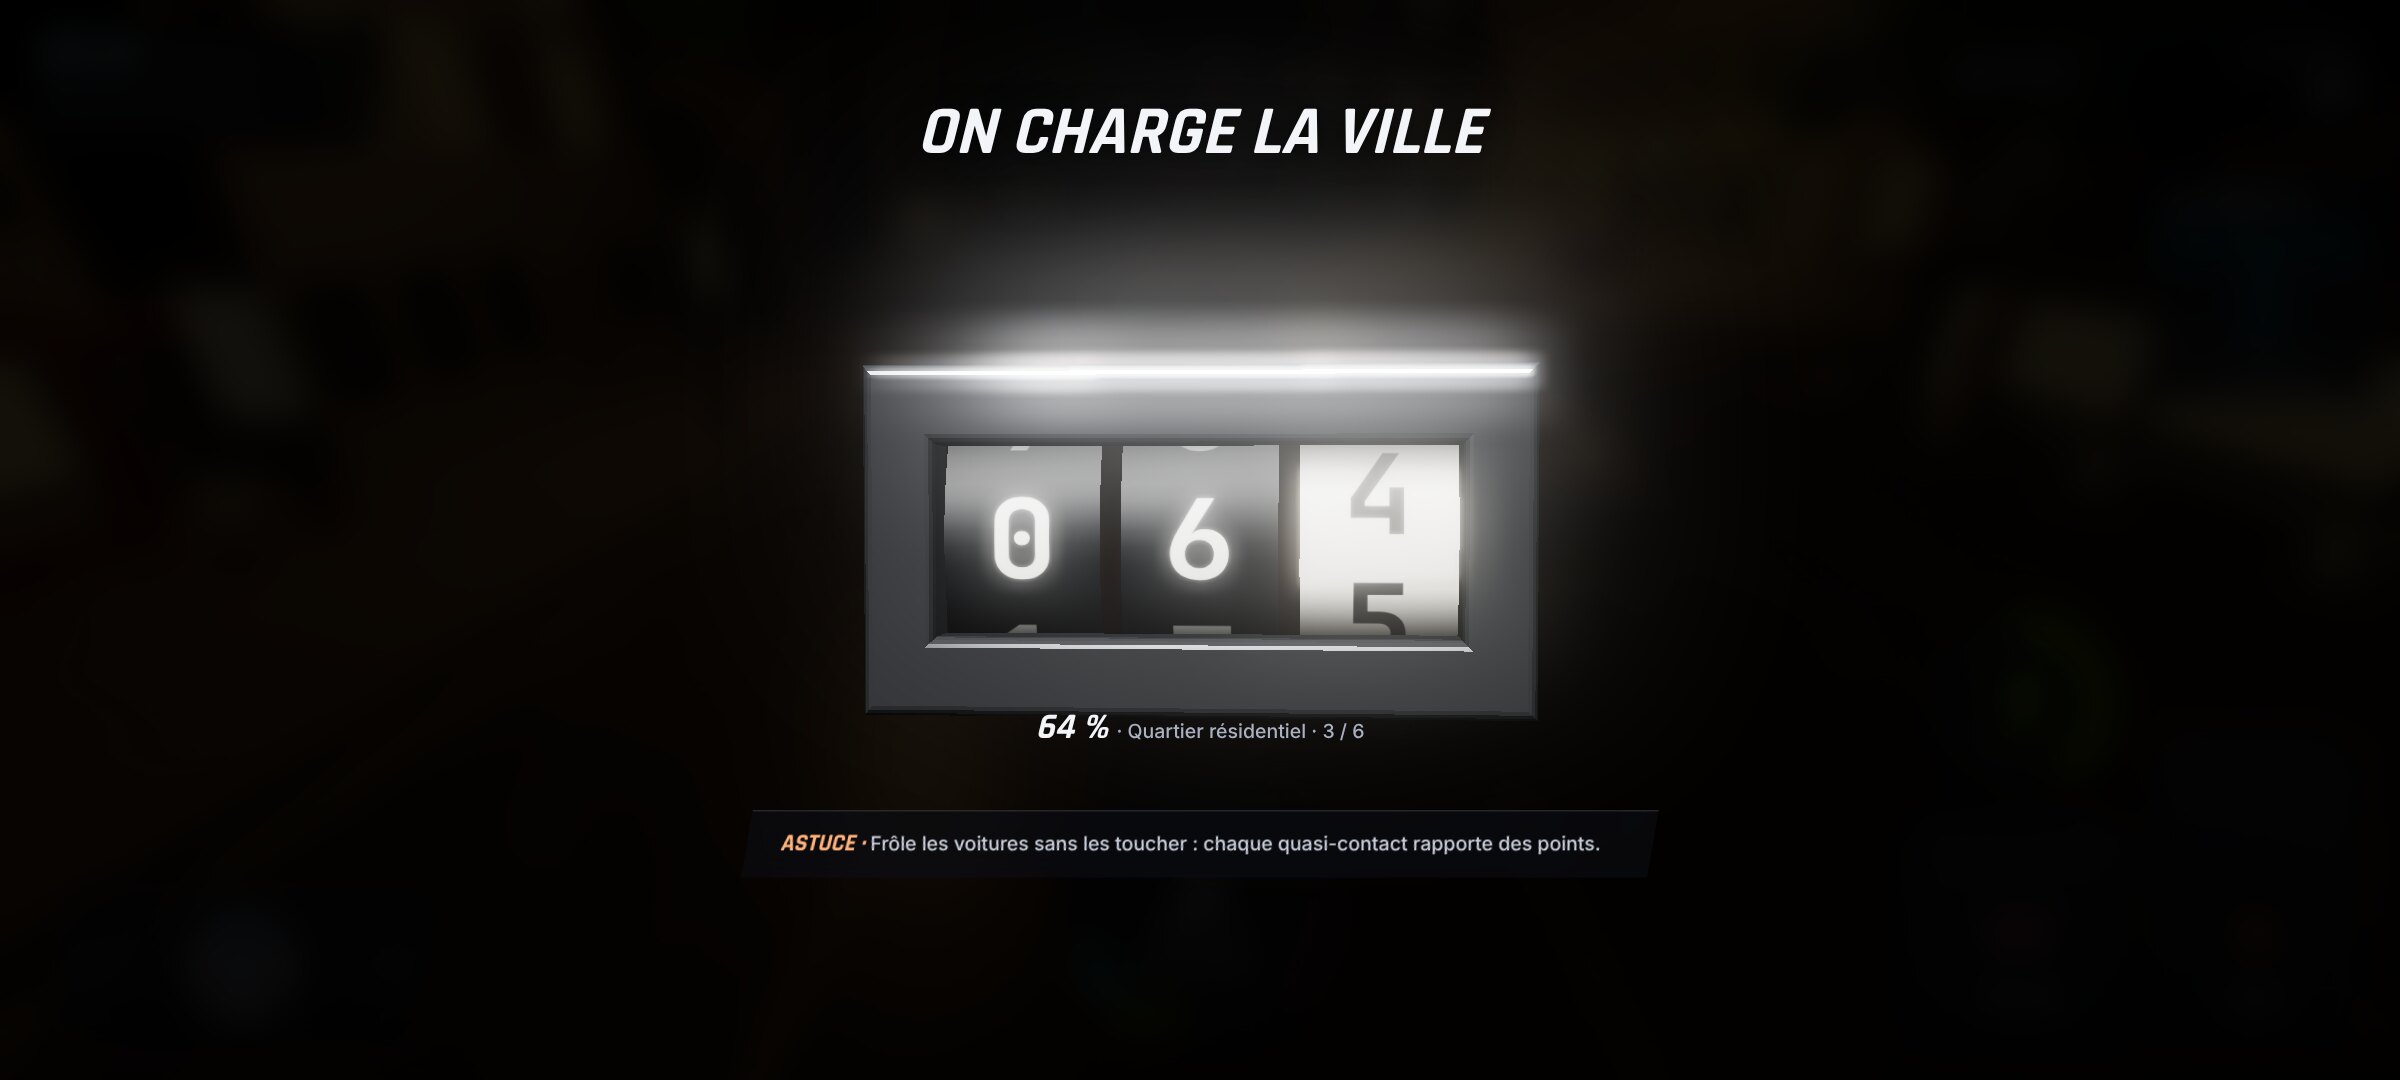 ON CHARGE LA VILLE
0 6 4
5
64 % · Quartier résidentiel · 3 / 6
ASTUCE · Frôle les voitures sans les toucher : chaque quasi-contact rapporte des points.